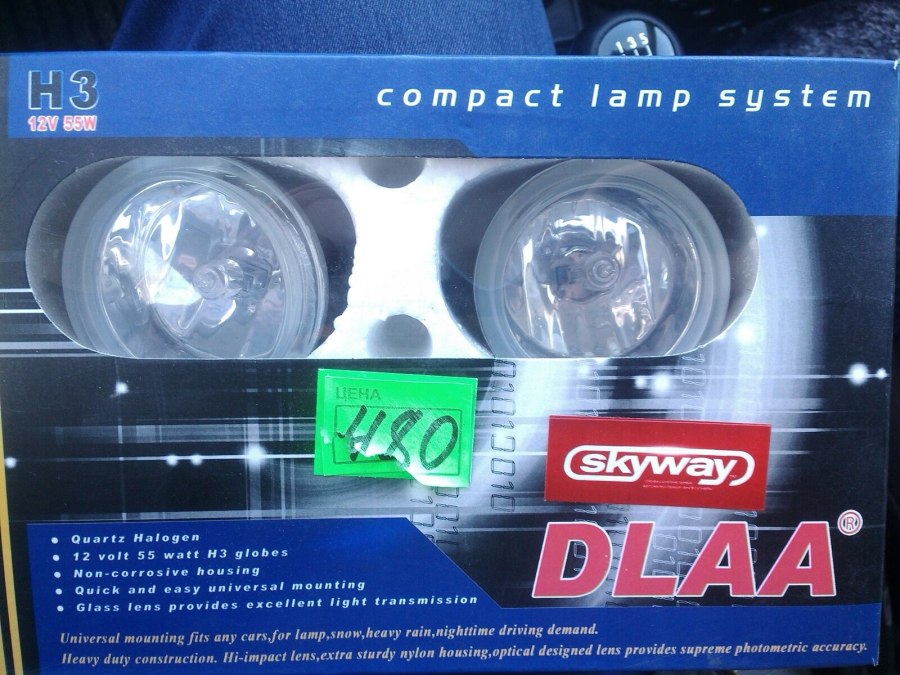 1 3 5
H3
12V 55W
compact lamp system
ЦЕНА
480
skyway
DLAA®
• Quartz Halogen
• 12 volt 55 watt H3 globes
• Non-corrosive housing
• Quick and easy universal mounting
• Glass lens provides excellent light transmission
Universal mounting fits any cars,for lamp,snow,heavy rain,nighttime driving demand.
Heavy duty construction. Hi-impact lens,extra sturdy nylon housing,optical designed lens provides supreme photometric accuracy.